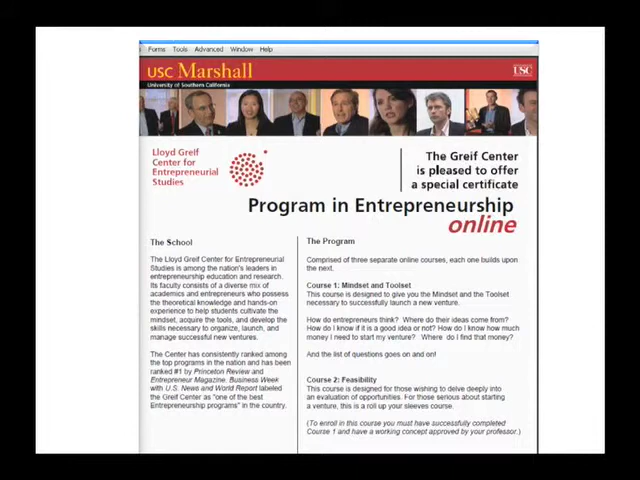 Forms Tools Advanced Window Help
USC Marshall
University of Southern California
USC
Lloyd Greif
Center for
Entrepreneurial
Studies
The Greif Center
is pleased to offer
a special certificate
Program in Entrepreneurship
online
The School
The Lloyd Greif Center for Entrepreneurial
Studies is among the nation's leaders in
entrepreneurship education and research.
Its faculty consists of a diverse mix of
academics and entrepreneurs who possess
the theoretical knowledge and hands-on
experience to help students cultivate the
mindset, acquire the tools, and develop the
skills necessary to organize, launch, and
manage successful new ventures.
The Center has consistently ranked among
the top programs in the nation and has been
ranked #1 by Princeton Review and
Entrepreneur Magazine, Business Week
with U.S. News and World Report labeled
the Greif Center as "one of the best
Entrepreneurship programs" in the country.
The Program
Comprised of three separate online courses, each one builds upon
the next.
Course 1: Mindset and Toolset
This course is designed to give you the Mindset and the Toolset
necessary to successfully launch a new venture.
How do entrepreneurs think? Where do their ideas come from?
How do I know if it is a good idea or not? How do I know how much
money I need to start my venture? Where do I find that money?
And the list of questions goes on and on!
Course 2: Feasibility
This course is designed for those wishing to delve deeply into
an evaluation of opportunities. For those serious about starting
a venture, this is a roll up your sleeves course.
(To enroll in this course you must have successfully completed
Course 1 and have a working concept approved by your professor.)